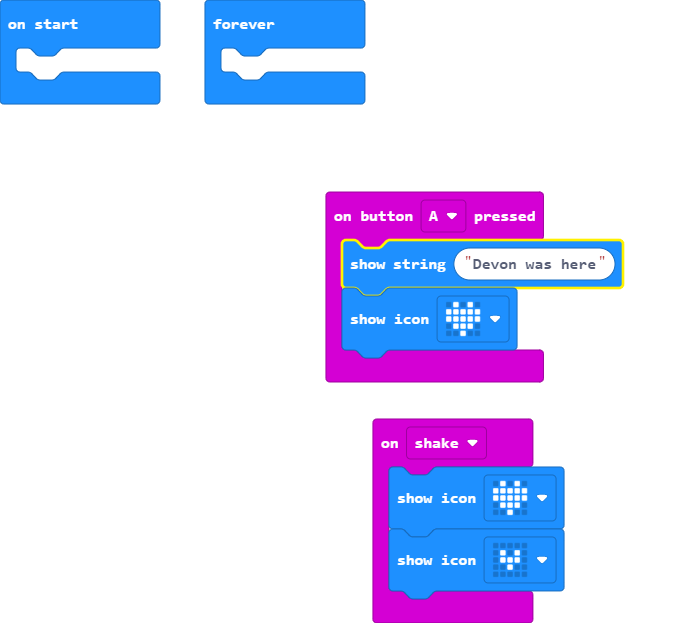 on start
forever
on button A pressed
show string "Devon was here"
show icon
on shake
show icon
show icon